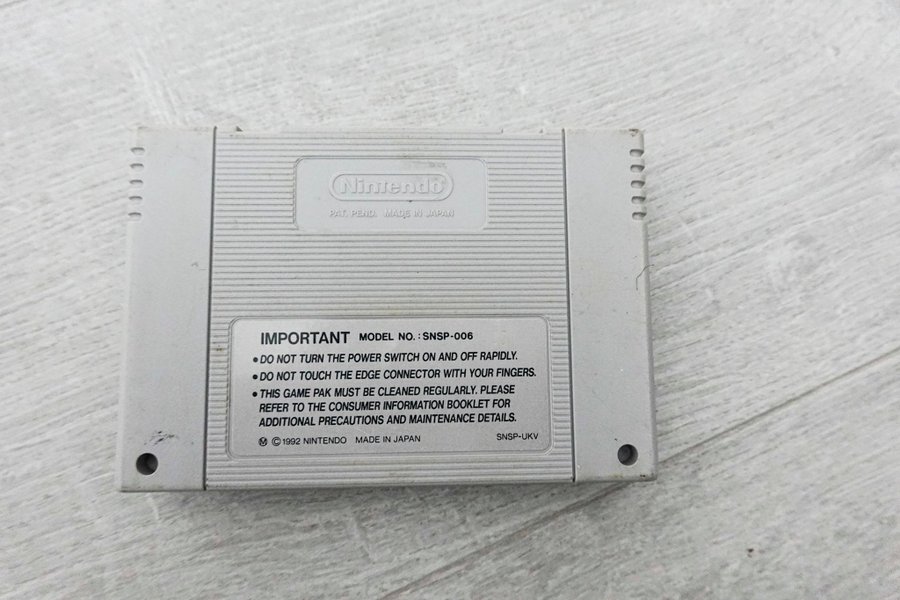 Nintendo®
PAT. PEND. MADE IN JAPAN
IMPORTANT MODEL NO. : SNSP-006
• DO NOT TURN THE POWER SWITCH ON AND OFF RAPIDLY.
• DO NOT TOUCH THE EDGE CONNECTOR WITH YOUR FINGERS.
• THIS GAME PAK MUST BE CLEANED REGULARLY. PLEASE
REFER TO THE CONSUMER INFORMATION BOOKLET FOR
ADDITIONAL PRECAUTIONS AND MAINTENANCE DETAILS.
Ⓜ ©1992 NINTENDO MADE IN JAPAN SNSP-UKV